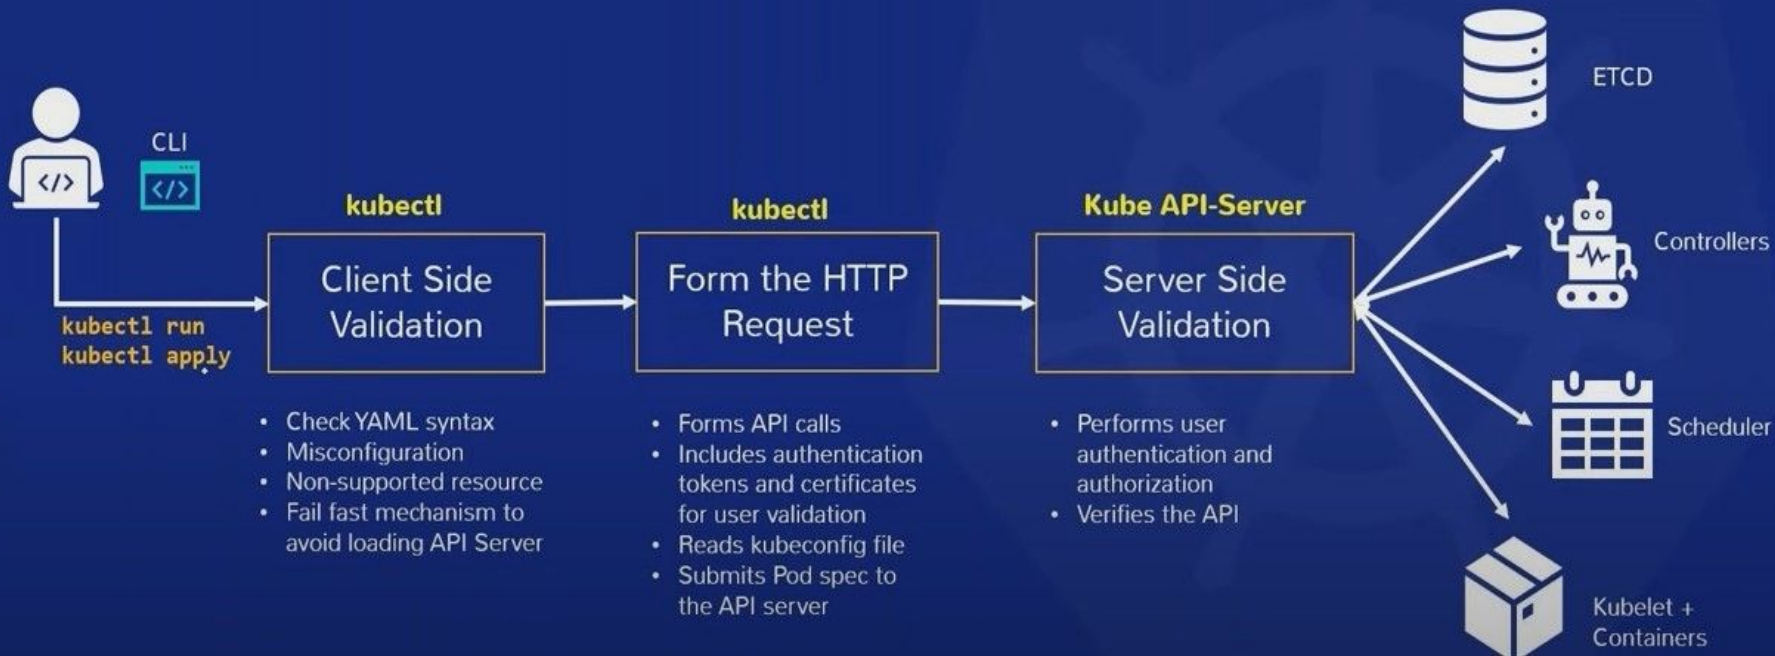 CLI
</>
</>
kubectl run
kubectl apply
kubectl
Client Side
Validation
• Check YAML syntax
• Misconfiguration
• Non-supported resource
• Fail fast mechanism to
avoid loading API Server
kubectl
Form the HTTP
Request
• Forms API calls
• Includes authentication
tokens and certificates
for user validation
• Reads kubeconfig file
• Submits Pod spec to
the API server
Kube API-Server
Server Side
Validation
• Performs user
authentication and
authorization
• Verifies the API
ETCD
Controllers
Scheduler
Kubelet +
Containers